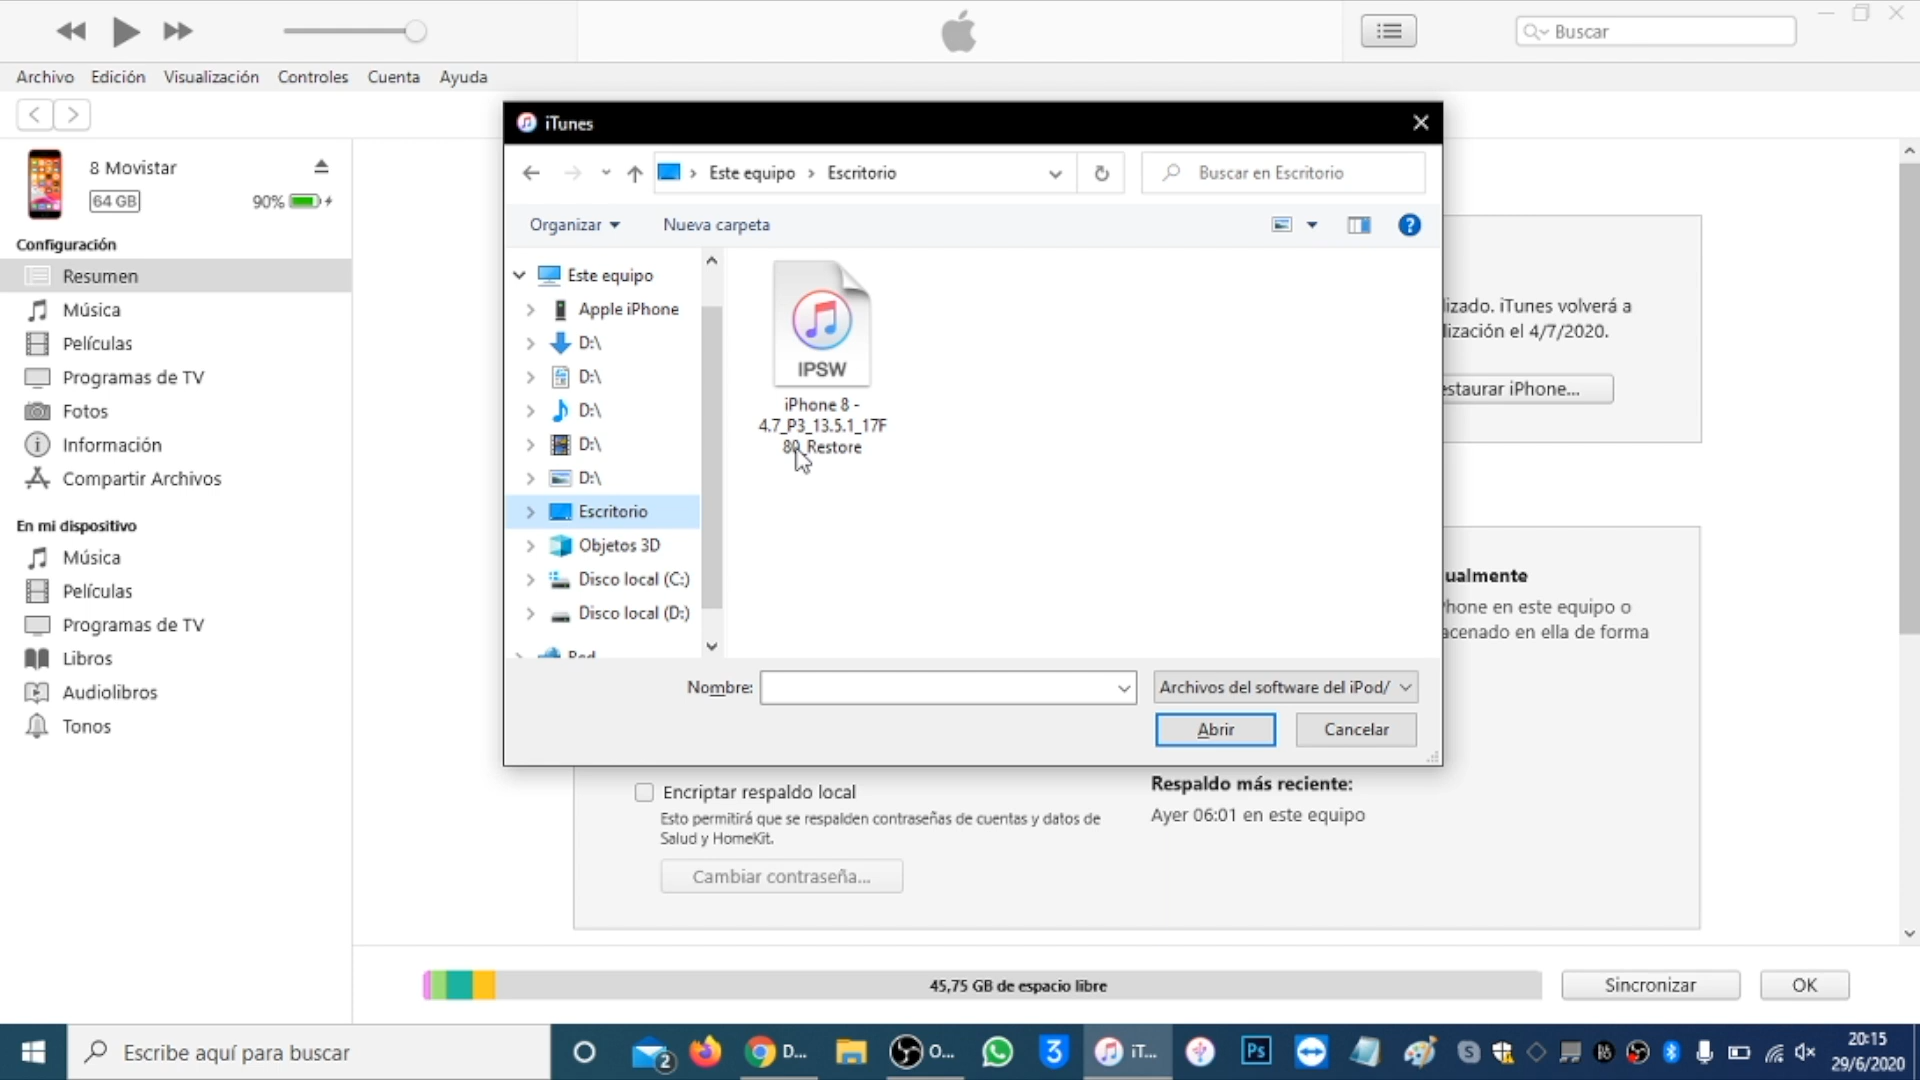 Buscar
Archivo Edición Visualización Controles Cuenta Ayuda
8 Movistar
64 GB
90%
Configuración
Resumen
Música
Películas
Programas de TV
Fotos
Información
Compartir Archivos
En mi dispositivo
Música
Películas
Programas de TV
Libros
Audiolibros
Tonos
iTunes
Este equipo Escritorio
Buscar en Escritorio
Organizar Nueva carpeta
Este equipo
Apple iPhone
D:\
D:\
D:\
D:\
D:\
Escritorio
Objetos 3D
Disco local (C:)
Disco local (D:)
Red
IPSW
iPhone 8 -
4.7_P3_13.5.1_17F
80_Restore
Nombre:
Archivos del software del iPod/
Abrir Cancelar
lizado. iTunes volverá a
lización el 4/7/2020.
estaurar iPhone...
ualmente
Phone en este equipo o
acenado en ella de forma
Encriptar respaldo local
Esto permitirá que se respalden contraseñas de cuentas y datos de
Salud y HomeKit.
Cambiar contraseña...
Respaldo más reciente:
Ayer 06:01 en este equipo
45,75 GB de espacio libre
Sincronizar OK
Escribe aquí para buscar
2
D...
O...
3
iT...
Ps
20:15
29/6/2020